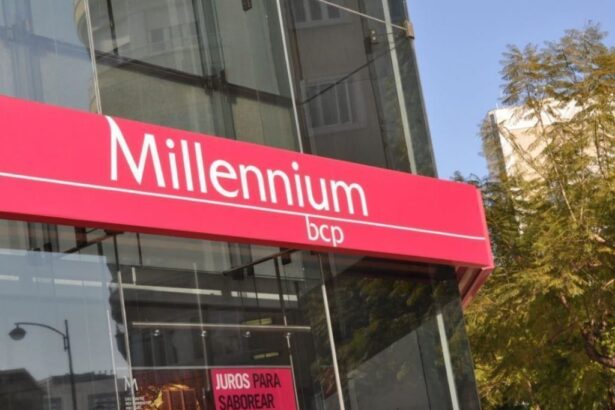 Millennium
bcp
M
JUROS PARA
SABOREAR